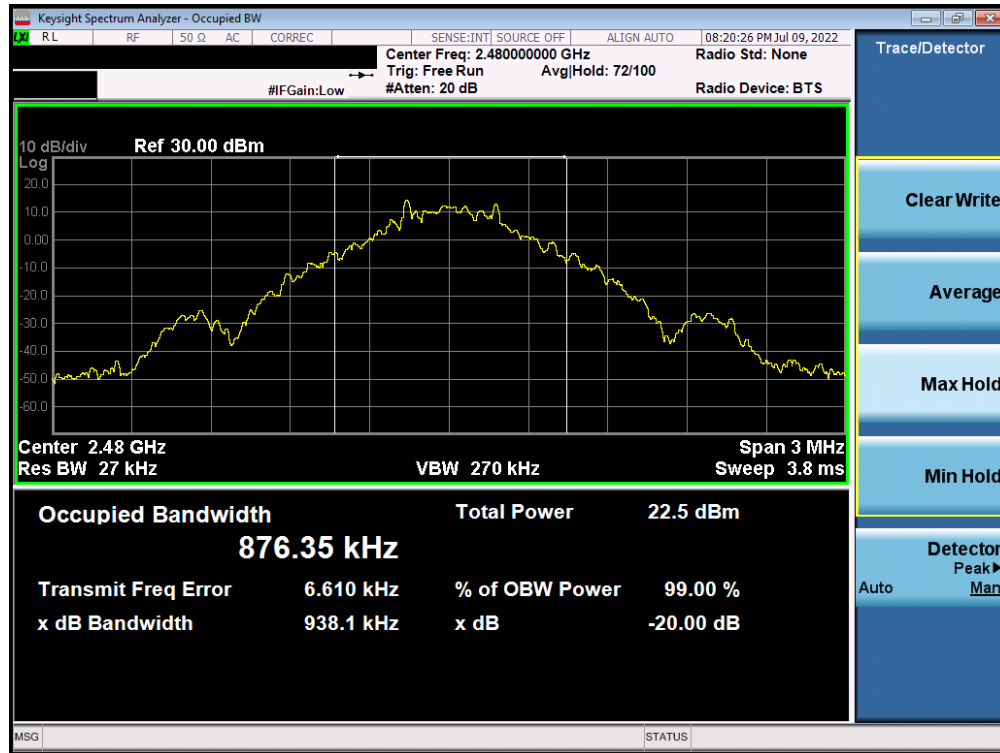 Keysight Spectrum Analyzer - Occupied BW
LXI RL RF 50 Ω AC CORREC SENSE:INT SOURCE OFF ALIGN AUTO 08:20:26 PM Jul 09, 2022
Center Freq: 2.480000000 GHz Radio Std: None
Trig: Free Run Avg|Hold: 72/100
#IFGain:Low #Atten: 20 dB Radio Device: BTS
10 dB/div Ref 30.00 dBm
Log
20.0
10.0
0.00
-10.0
-20.0
-30.0
-40.0
-50.0
-60.0
Center 2.48 GHz Span 3 MHz
Res BW 27 kHz VBW 270 kHz Sweep 3.8 ms
Occupied Bandwidth Total Power 22.5 dBm
876.35 kHz
Transmit Freq Error 6.610 kHz % of OBW Power 99.00 %
x dB Bandwidth 938.1 kHz x dB -20.00 dB
MSG STATUS
Trace/Detector
Clear Write
Average
Max Hold
Min Hold
Detector
Peak▶
Auto Man